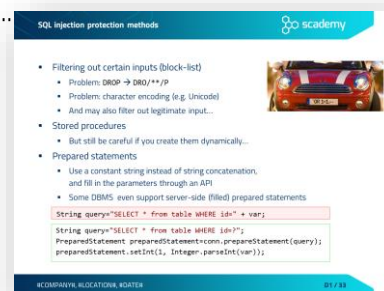 SQL injection protection methods
scademy
Filtering out certain inputs (block-list)
Problem: DROP → DRO/**/P
Problem: character encoding (e.g. Unicode)
And may also filter out legitimate input...
Stored procedures
But still be careful if you create them dynamically...
Prepared statements
Use a constant string instead of string concatenation,
and fill in the parameters through an API
Some DBMS even support server-side (filled) prepared statements
String query="SELECT * from table WHERE id=" + var;
String query="SELECT * from table WHERE id=?";
PreparedStatement preparedStatement=conn.prepareStatement(query);
preparedStatement.setInt(1, Integer.parseInt(var));
#COMPANY#, #LOCATION#, #DATE#
D1 / 33